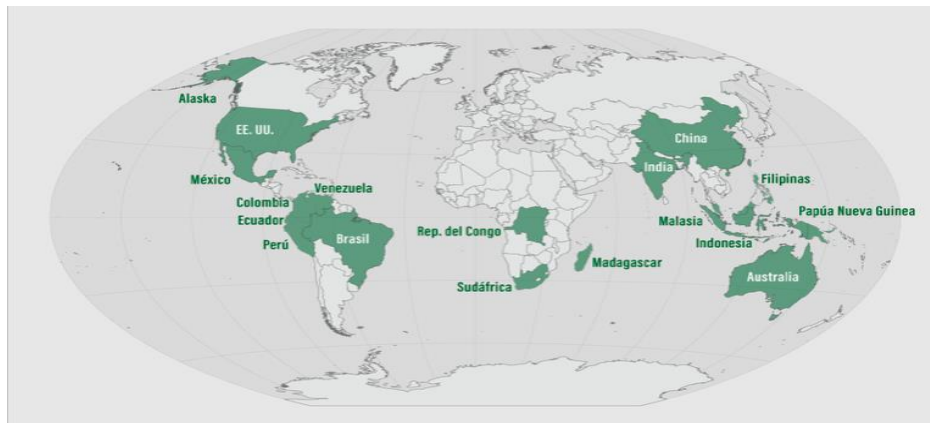 Alaska
EE. UU.
México
Colombia
Venezuela
Ecuador
Perú
Brasil
Rep. del Congo
Sudáfrica
Madagascar
China
India
Filipinas
Malasia
Papúa Nueva Guinea
Indonesia
Australia